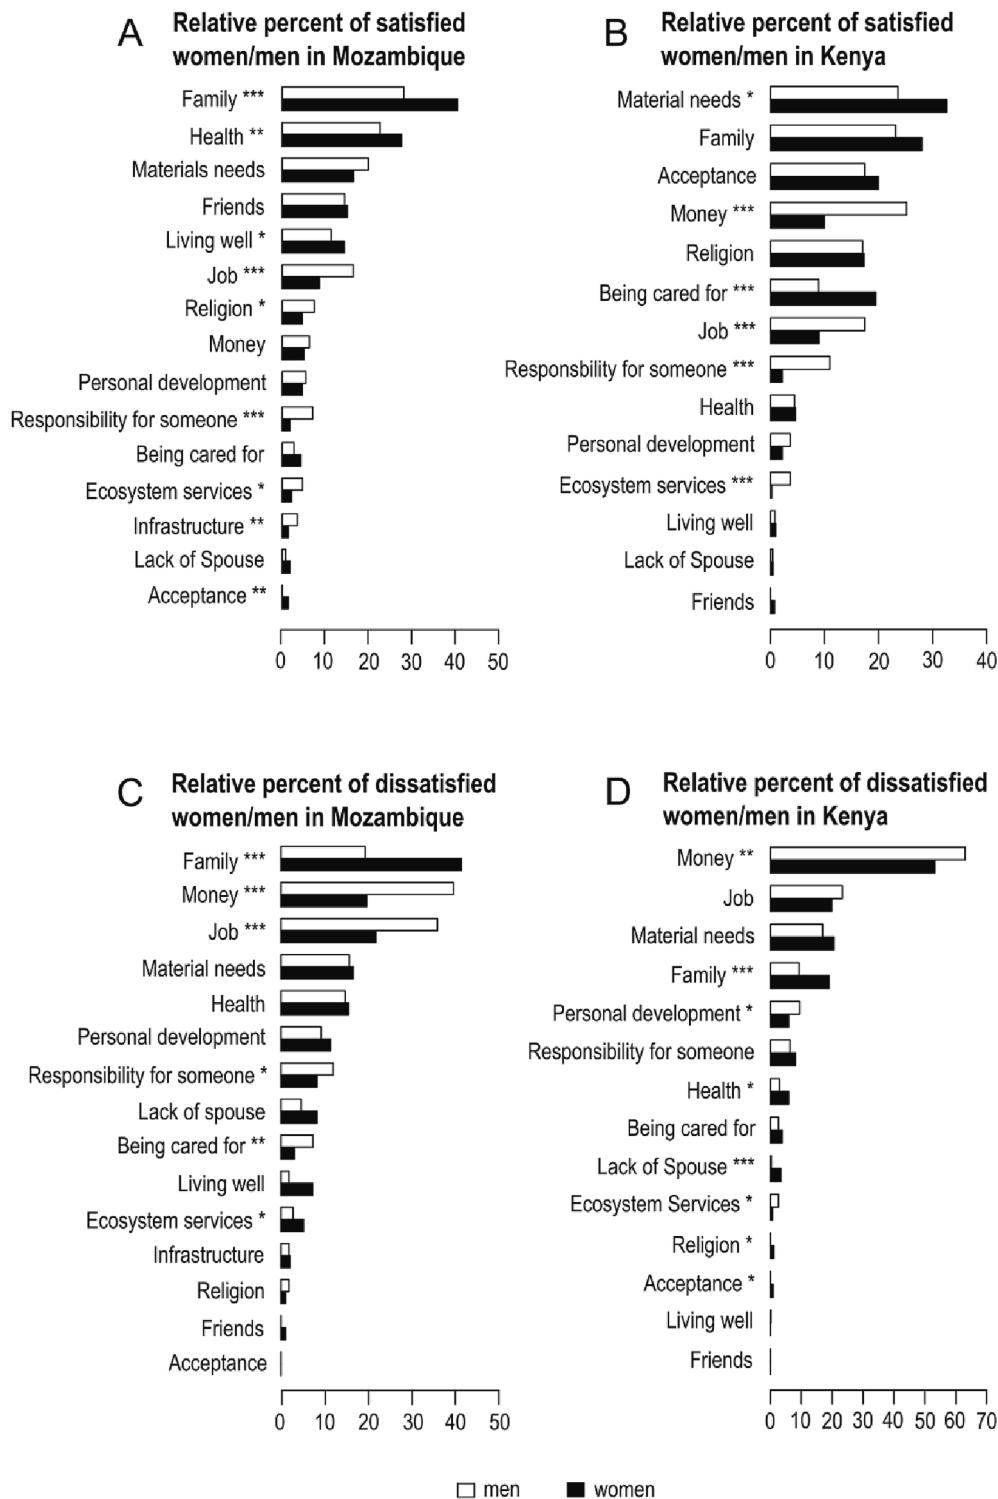 A
Relative percent of satisfied
women/men in Mozambique
Family ***
Health **
Materials needs
Friends
Living well *
Job ***
Religion *
Money
Personal development
Responsibility for someone ***
Being cared for
Ecosystem services *
Infrastructure **
Lack of Spouse
Acceptance **
0 10 20 30 40 50
B
Relative percent of satisfied
women/men in Kenya
Material needs *
Family
Acceptance
Money ***
Religion
Being cared for ***
Job ***
Responsbility for someone ***
Health
Personal development
Ecosystem services ***
Living well
Lack of Spouse
Friends
0 10 20 30 40
C
Relative percent of dissatisfied
women/men in Mozambique
Family ***
Money ***
Job ***
Material needs
Health
Personal development
Responsibility for someone *
Lack of spouse
Being cared for **
Living well
Ecosystem services *
Infrastructure
Religion
Friends
Acceptance
0 10 20 30 40 50
D
Relative percent of dissatisfied
women/men in Kenya
Money **
Job
Material needs
Family ***
Personal development *
Responsibility for someone
Health *
Being cared for
Lack of Spouse ***
Ecosystem Services *
Religion *
Acceptance *
Living well
Friends
0 10 20 30 40 50 60 70
men women